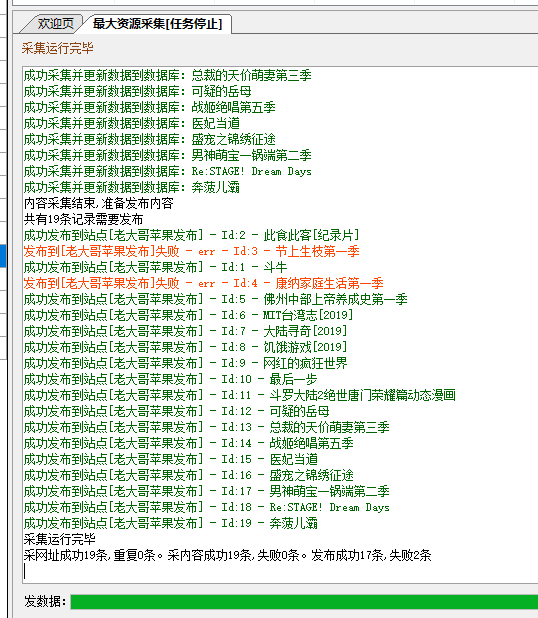 欢迎页 最大资源采集[任务停止]
采集运行完毕
成功采集并更新数据到数据库: 总裁的天价萌妻第三季
成功采集并更新数据到数据库: 可疑的岳母
成功采集并更新数据到数据库: 战姬绝唱第五季
成功采集并更新数据到数据库: 医妃当道
成功采集并更新数据到数据库: 盛宠之锦绣征途
成功采集并更新数据到数据库: 男神萌宝一锅端第二季
成功采集并更新数据到数据库: Re:STAGE! Dream Days
成功采集并更新数据到数据库: 奔菠儿灞
内容采集结束,准备发布内容
共有19条记录需要发布
成功发布到站点[老大哥苹果发布] - Id:2 - 此食此客[纪录片]
发布到[老大哥苹果发布]失败 - err - Id:3 - 节上生枝第一季
成功发布到站点[老大哥苹果发布] - Id:1 - 斗牛
发布到[老大哥苹果发布]失败 - err - Id:4 - 康纳家庭生活第一季
成功发布到站点[老大哥苹果发布] - Id:5 - 佛州中部上帝养成史第一季
成功发布到站点[老大哥苹果发布] - Id:6 - MIT台湾志[2019]
成功发布到站点[老大哥苹果发布] - Id:7 - 大陆寻奇[2019]
成功发布到站点[老大哥苹果发布] - Id:8 - 饥饿游戏[2019]
成功发布到站点[老大哥苹果发布] - Id:9 - 网红的疯狂世界
成功发布到站点[老大哥苹果发布] - Id:10 - 最后一步
成功发布到站点[老大哥苹果发布] - Id:11 - 斗罗大陆2绝世唐门荣耀篇动态漫画
成功发布到站点[老大哥苹果发布] - Id:12 - 可疑的岳母
成功发布到站点[老大哥苹果发布] - Id:13 - 总裁的天价萌妻第三季
成功发布到站点[老大哥苹果发布] - Id:14 - 战姬绝唱第五季
成功发布到站点[老大哥苹果发布] - Id:15 - 医妃当道
成功发布到站点[老大哥苹果发布] - Id:16 - 盛宠之锦绣征途
成功发布到站点[老大哥苹果发布] - Id:17 - 男神萌宝一锅端第二季
成功发布到站点[老大哥苹果发布] - Id:18 - Re:STAGE! Dream Days
成功发布到站点[老大哥苹果发布] - Id:19 - 奔菠儿灞
采集运行完毕
采网址成功19条,重复0条。采内容成功19条,失败0条。发布成功17条,失败2条
发数据: